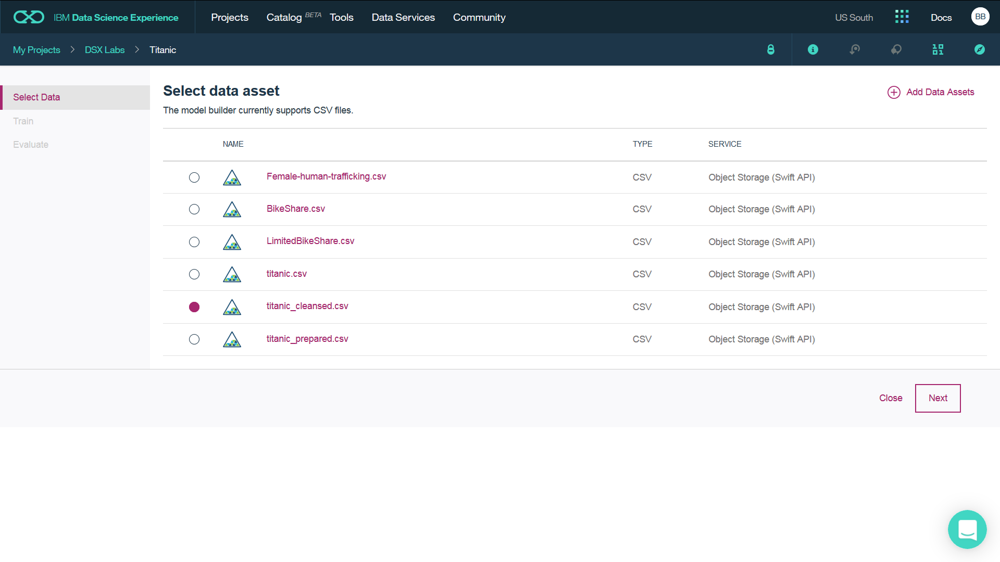 IBM Data Science Experience Projects Catalog BETA Tools Data Services Community US South Docs BB
My Projects > DSX Labs > Titanic
Select Data
Train
Evaluate
Select data asset
Add Data Assets
The model builder currently supports CSV files.
NAME TYPE SERVICE
Female-human-trafficking.csv CSV Object Storage (Swift API)
BikeShare.csv CSV Object Storage (Swift API)
LimitedBikeShare.csv CSV Object Storage (Swift API)
titanic.csv CSV Object Storage (Swift API)
titanic_cleansed.csv CSV Object Storage (Swift API)
titanic_prepared.csv CSV Object Storage (Swift API)
Close Next